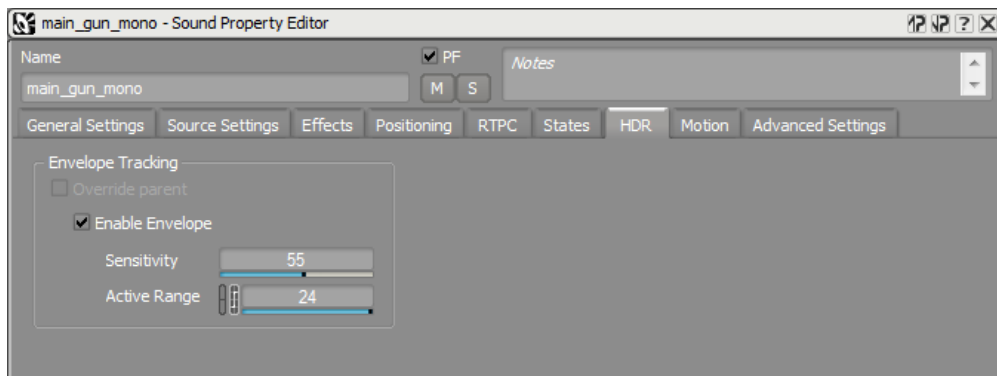 main_gun_mono - Sound Property Editor
Name
PF
Notes
main_gun_mono
M S
General Settings Source Settings Effects Positioning RTPC States HDR Motion Advanced Settings
Envelope Tracking
Override parent
Enable Envelope
Sensitivity 55
Active Range 24